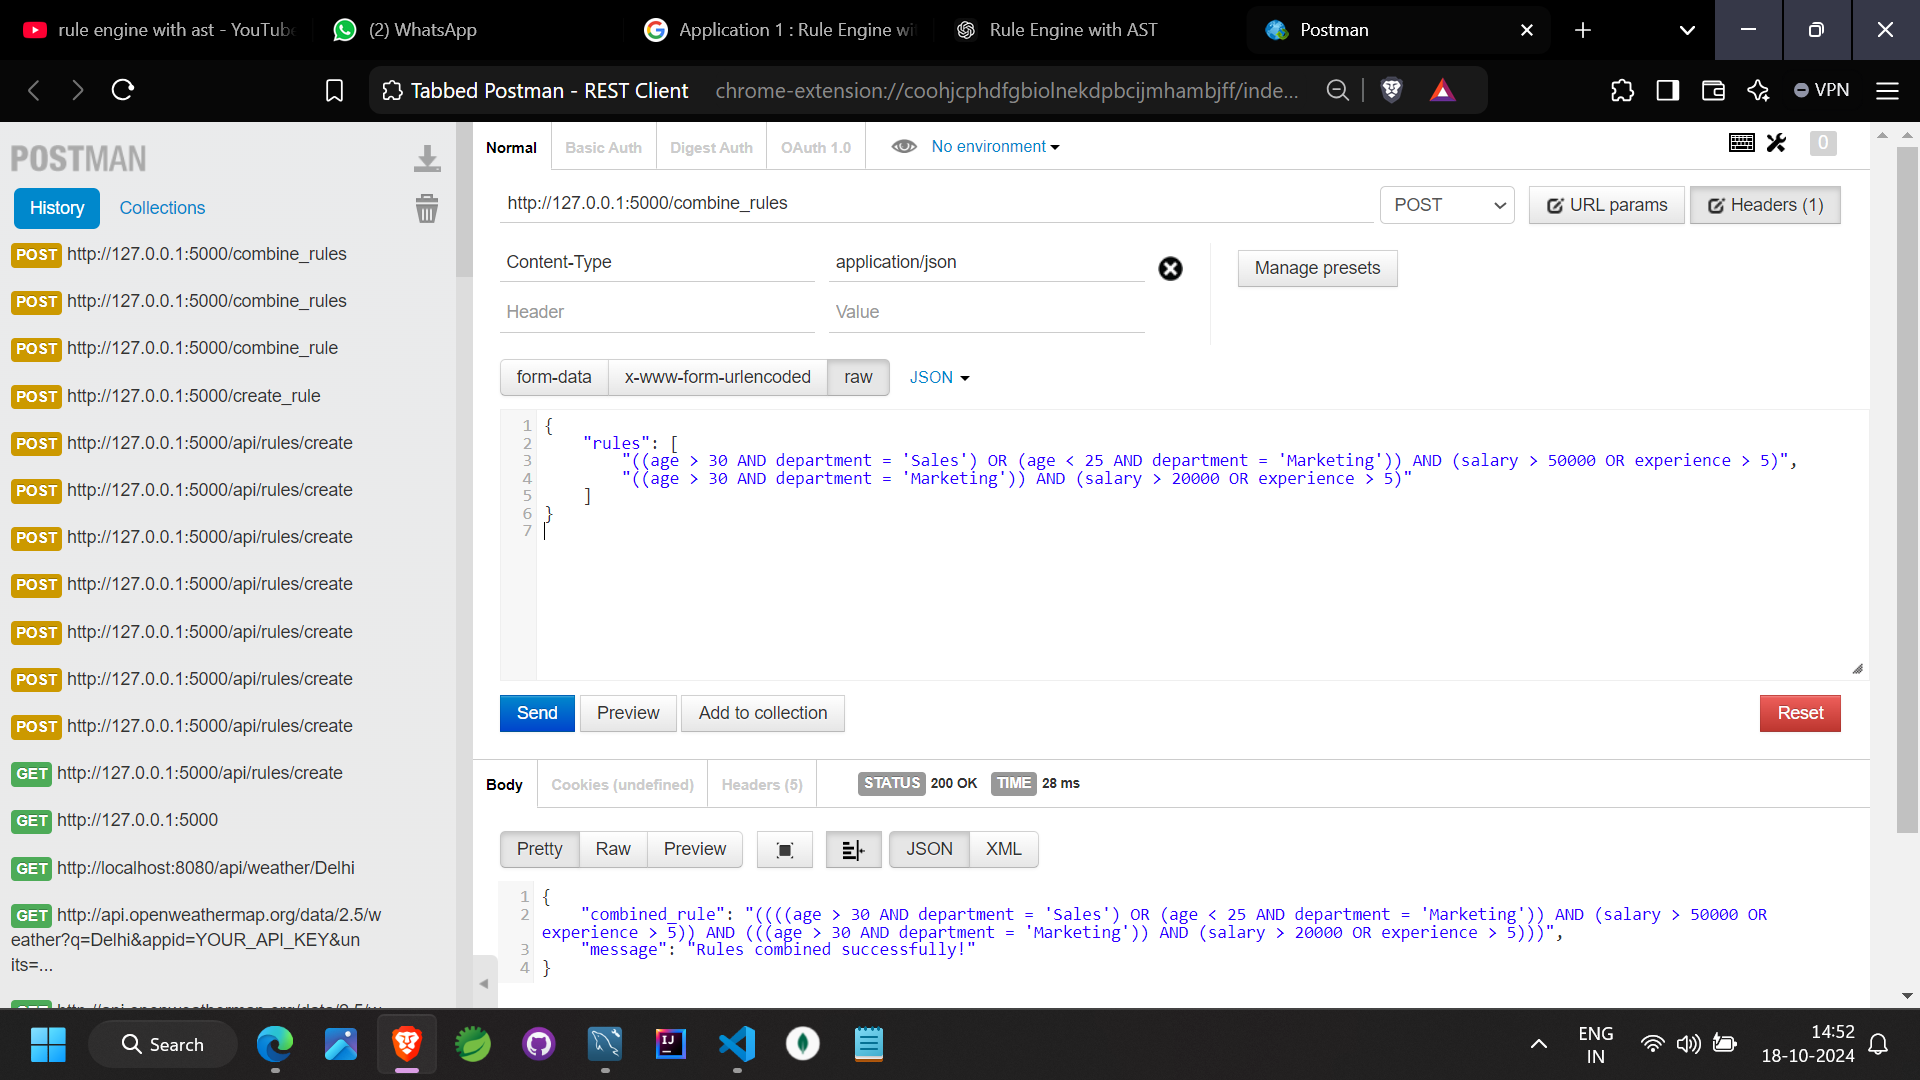 rule engine with ast - YouTube
(2) WhatsApp
Application 1 : Rule Engine wi
Rule Engine with AST
Postman
Tabbed Postman - REST Client
chrome-extension://coohjcphdfgbiolnekdpbcijmhambjff/inde...
VPN
POSTMAN
History
Collections
POST http://127.0.0.1:5000/combine_rules
POST http://127.0.0.1:5000/combine_rules
POST http://127.0.0.1:5000/combine_rule
POST http://127.0.0.1:5000/create_rule
POST http://127.0.0.1:5000/api/rules/create
POST http://127.0.0.1:5000/api/rules/create
POST http://127.0.0.1:5000/api/rules/create
POST http://127.0.0.1:5000/api/rules/create
POST http://127.0.0.1:5000/api/rules/create
POST http://127.0.0.1:5000/api/rules/create
POST http://127.0.0.1:5000/api/rules/create
GET http://127.0.0.1:5000/api/rules/create
GET http://127.0.0.1:5000
GET http://localhost:8080/api/weather/Delhi
GET http://api.openweathermap.org/data/2.5/w
eather?q=Delhi&appid=YOUR_API_KEY&un
its=...
Normal
Basic Auth
Digest Auth
OAuth 1.0
No environment
0
http://127.0.0.1:5000/combine_rules
POST
URL params
Headers (1)
Content-Type
application/json
Manage presets
Header
Value
form-data
x-www-form-urlencoded
raw
JSON
1 {
2 "rules": [
3 "((age > 30 AND department = 'Sales') OR (age < 25 AND department = 'Marketing')) AND (salary > 50000 OR experience > 5)",
4 "((age > 30 AND department = 'Marketing')) AND (salary > 20000 OR experience > 5)"
5 ]
6 }
7
Send
Preview
Add to collection
Reset
Body
Cookies (undefined)
Headers (5)
STATUS 200 OK
TIME 28 ms
Pretty
Raw
Preview
JSON
XML
1 {
2 "combined_rule": "((((age > 30 AND department = 'Sales') OR (age < 25 AND department = 'Marketing')) AND (salary > 50000 OR
experience > 5)) AND (((age > 30 AND department = 'Marketing')) AND (salary > 20000 OR experience > 5)))",
3 "message": "Rules combined successfully!"
4 }
Search
ENG
IN
14:52
18-10-2024